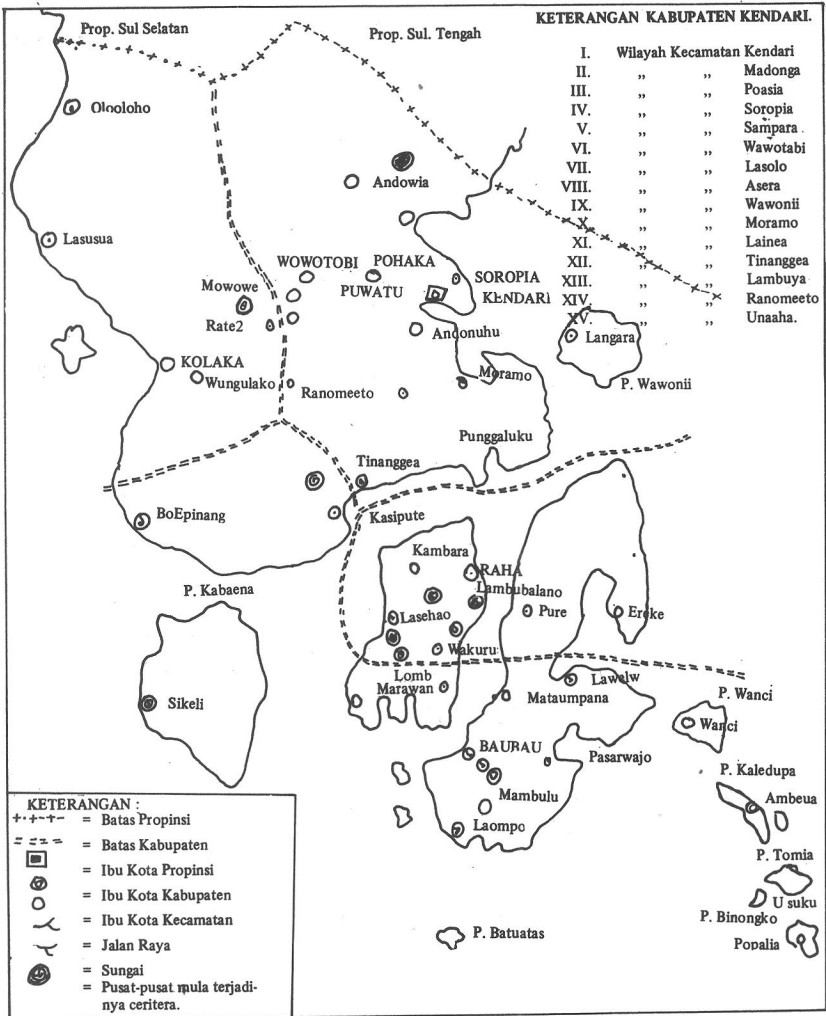 KETERANGAN KABUPATEN KENDARI.
Prop. Sul Selatan
Prop. Sul. Tengah
I. Wilayah Kecamatan Kendari
II. ,, ,, Madonga
III. ,, ,, Poasia
IV. ,, ,, Soropia
V. ,, ,, Sampara
VI. ,, ,, Wawotabi
VII. ,, ,, Lasolo
VIII. ,, ,, Asera
IX. ,, ,, Wawonii
X. ,, ,, Moramo
XI. ,, ,, Lainea
XII. ,, ,, Tinanggea
XIII. ,, ,, Lambuya
XIV. ,, ,, Ranomeeto
XV. ,, ,, Unaaha.
Olooloho
Andowia
Lasusua
WOWOTOBI POHAKA
SOROPIA
Mowowe
PUWATU
KENDARI
Rate2
Andonuhu
Langara
KOLAKA
Wungulako
Moramo
P. Wawonii
Ranomeeto
Punggaluku
Tinanggea
BoEpinang
Kasipute
Kambara
RAHA
P. Kabaena
Lambubalano
Lasehao
Pure
Ereke
Wakuru
Lomb
Marawan
Lawelw
Sikeli
Mataumpana
P. Wanci
Wanci
BAUBAU
Pasarwajo
P. Kaledupa
Mambulu
Ambeua
Laompo
P. Tomia
U suku
P. Binongko
P. Batuatas
Popalia
KETERANGAN :
= Batas Propinsi
= Batas Kabupaten
= Ibu Kota Propinsi
= Ibu Kota Kabupaten
= Ibu Kota Kecamatan
= Jalan Raya
= Sungai
= Pusat-pusat mula terjadi-
nya ceritera.